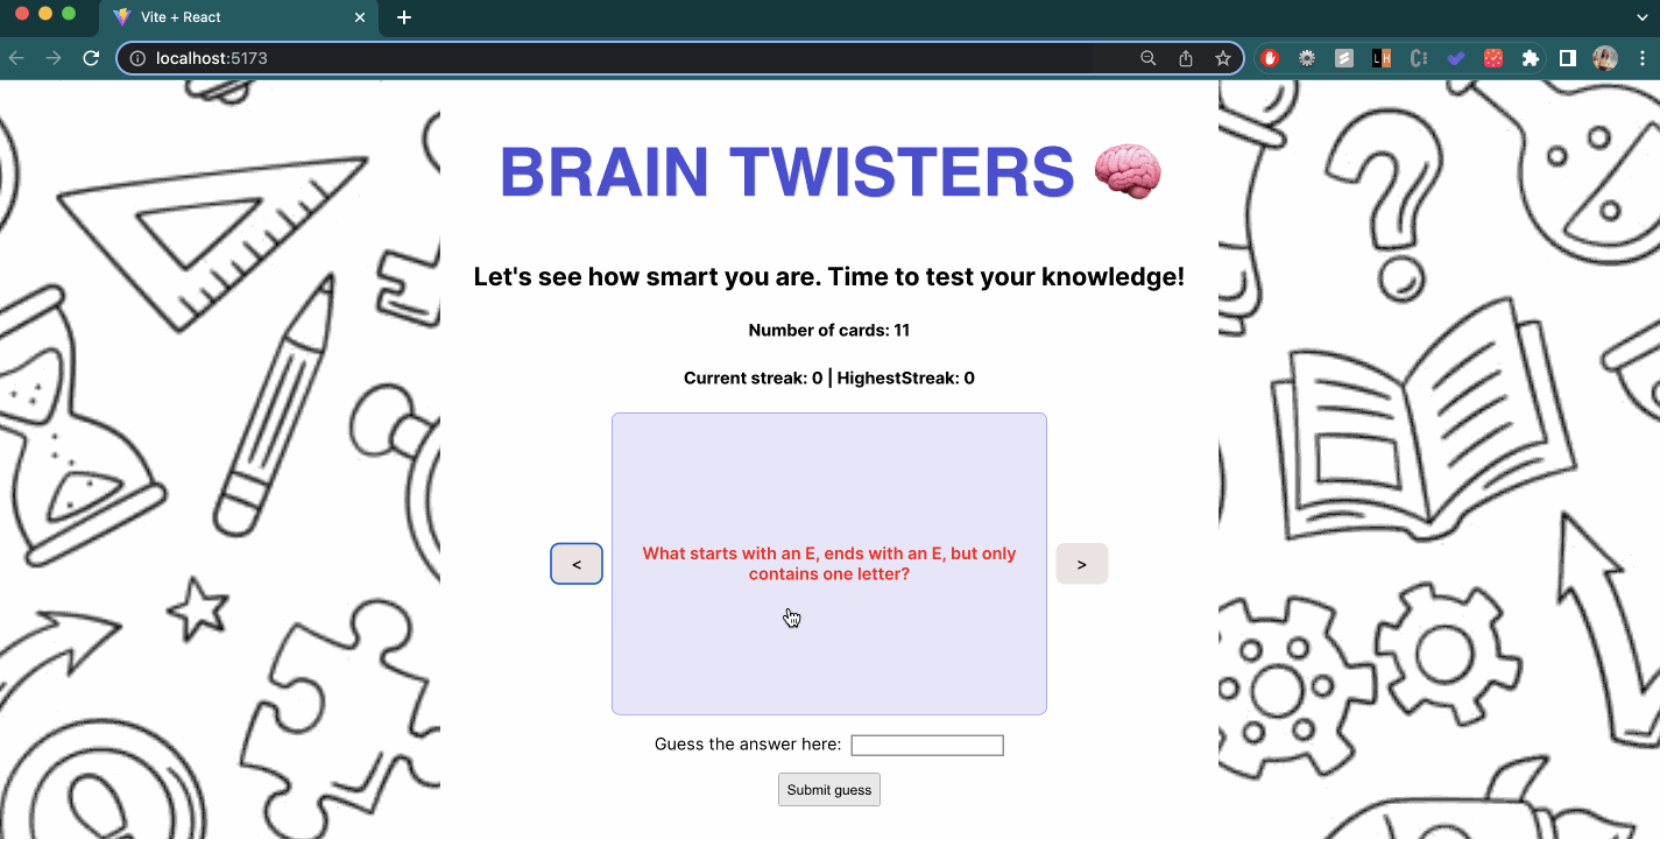 Vite + React
localhost:5173
BRAIN TWISTERS 🧠
Let's see how smart you are. Time to test your knowledge!
Number of cards: 11
Current streak: 0 | HighestStreak: 0
What starts with an E, ends with an E, but only
contains one letter?
<
>
Guess the answer here:
Submit guess